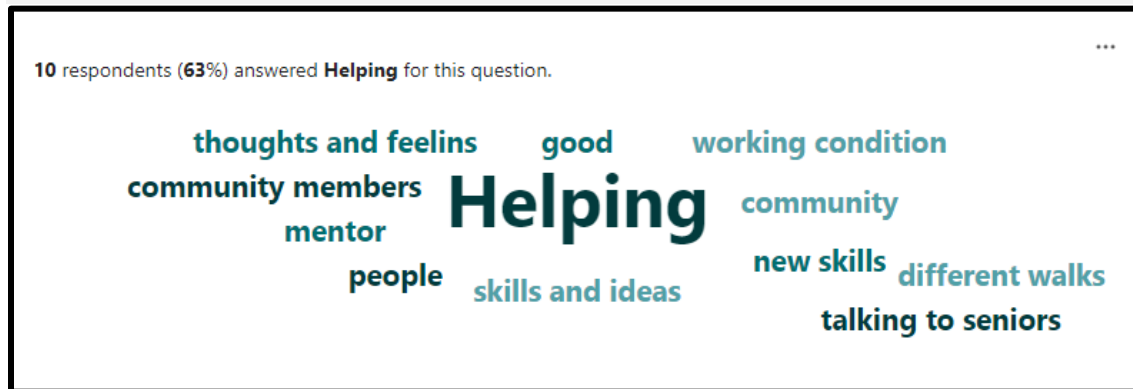 ...
10 respondents (63%) answered Helping for this question.
thoughts and feelins good working condition
community members Helping community
mentor
new skills
people skills and ideas different walks
talking to seniors